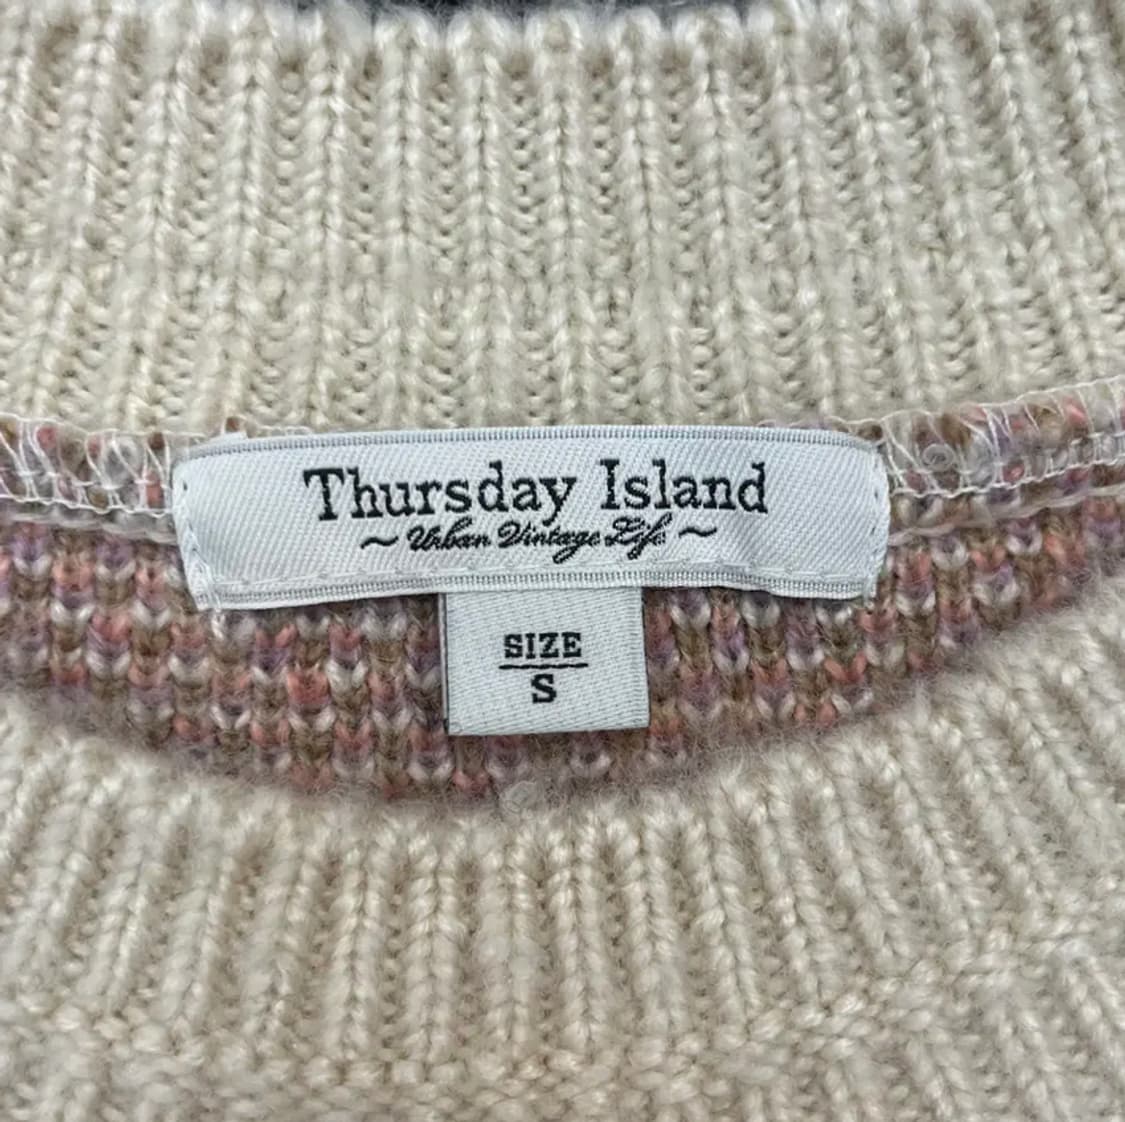 Thursday Island
~ Urban Vintage Life ~
SIZE
S